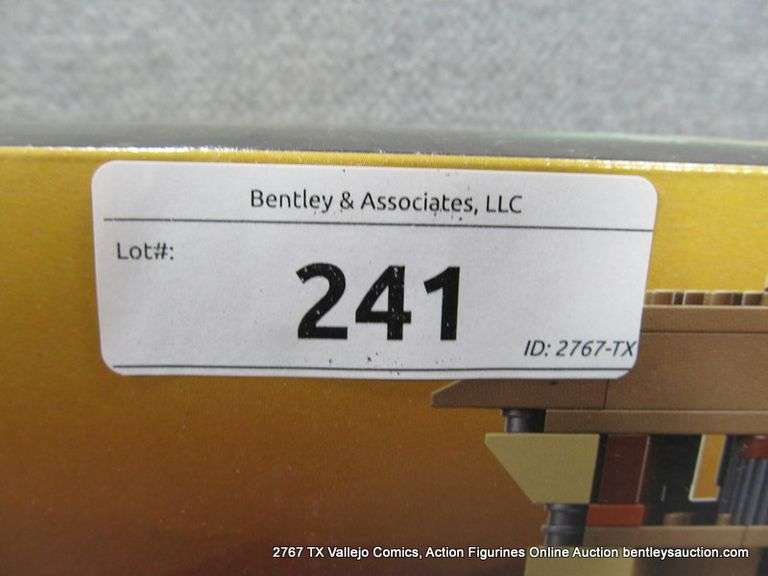 Bentley & Associates, LLC
Lot#:
241
ID: 2767-TX
2767 TX Vallejo Comics, Action Figurines Online Auction bentleysauction.com